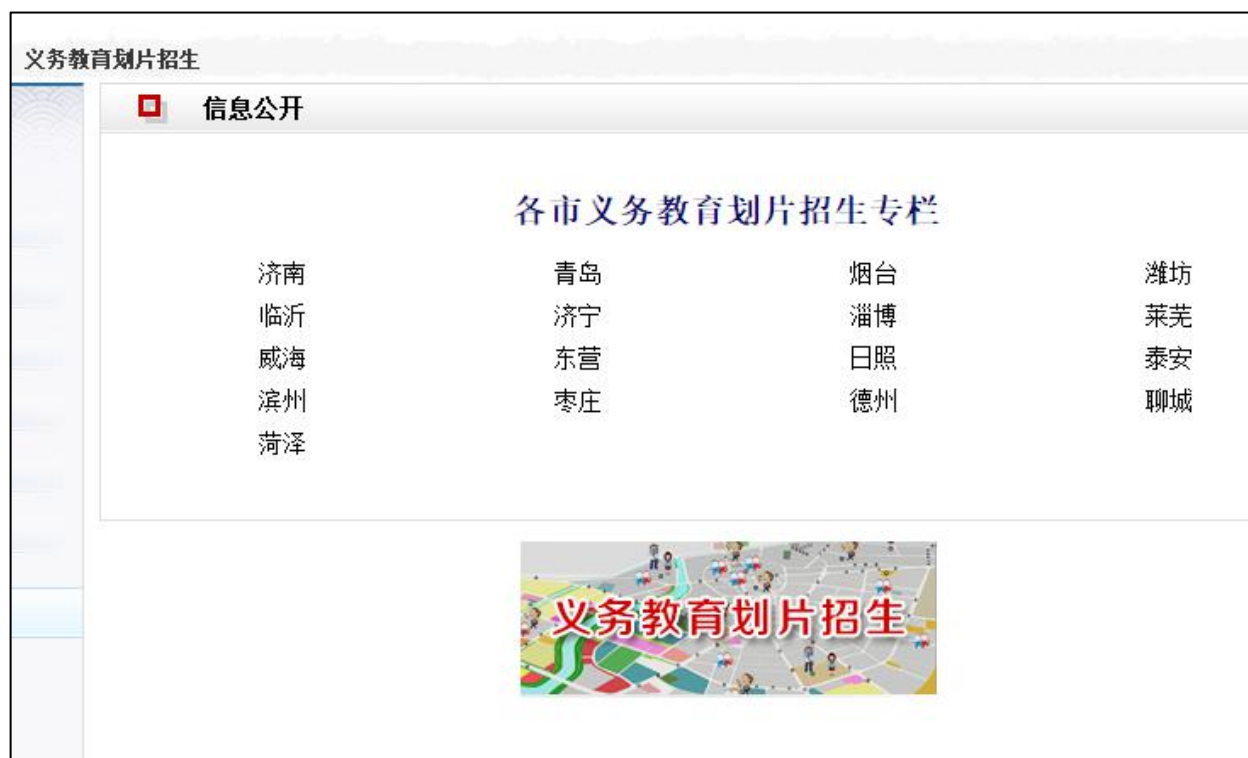 义务教育划片招生
信息公开
各市义务教育划片招生专栏
济南 青岛 烟台 潍坊
临沂 济宁 淄博 莱芜
威海 东营 日照 泰安
滨州 枣庄 德州 聊城
菏泽
义务教育划片招生